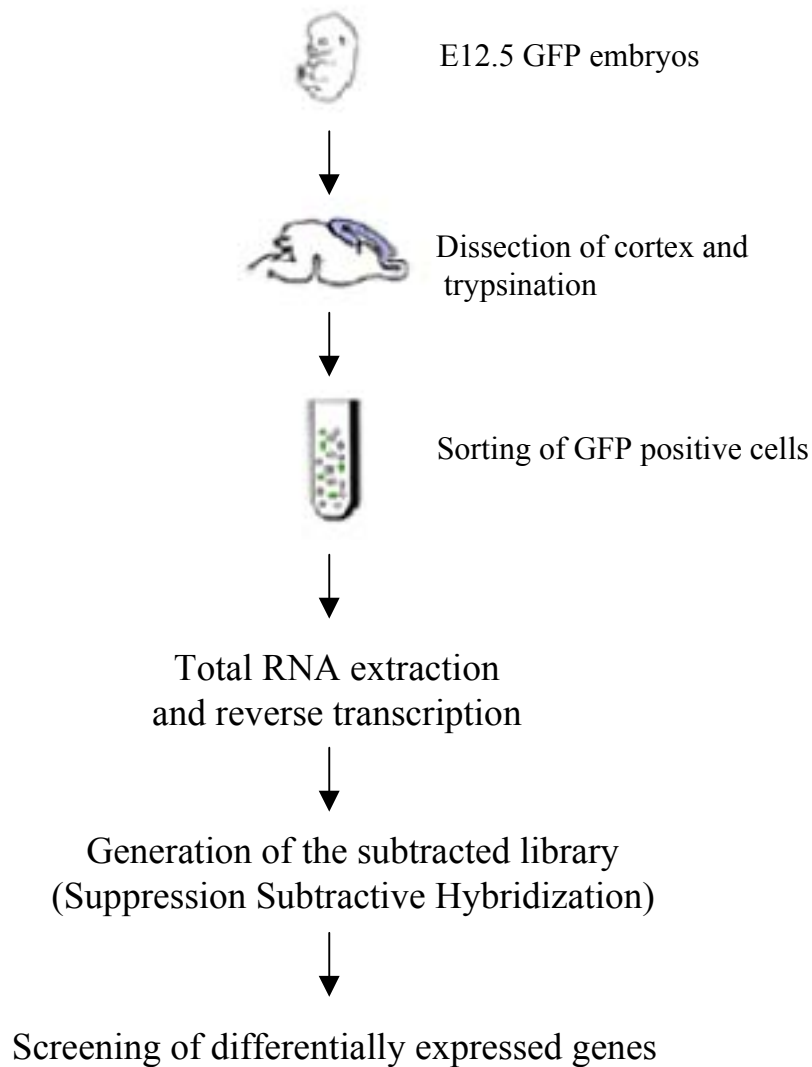 E12.5 GFP embryos
Dissection of cortex and
trypsination
Sorting of GFP positive cells
Total RNA extraction
and reverse transcription
Generation of the subtracted library
(Suppression Subtractive Hybridization)
Screening of differentially expressed genes